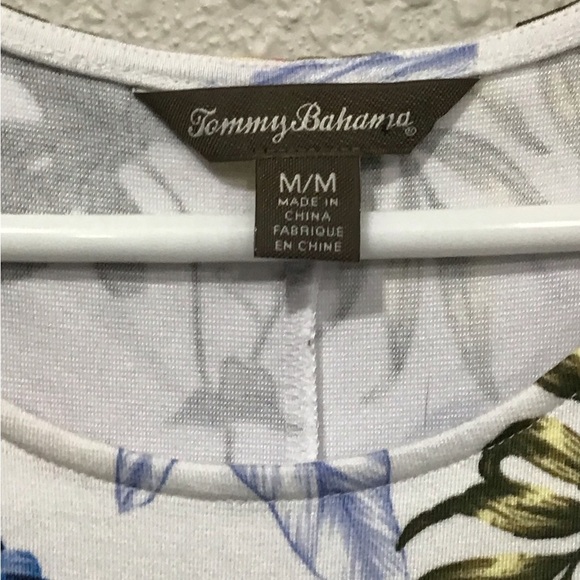 Tommy Bahama®
M/M
MADE IN
CHINA
FABRIQUE
EN CHINE